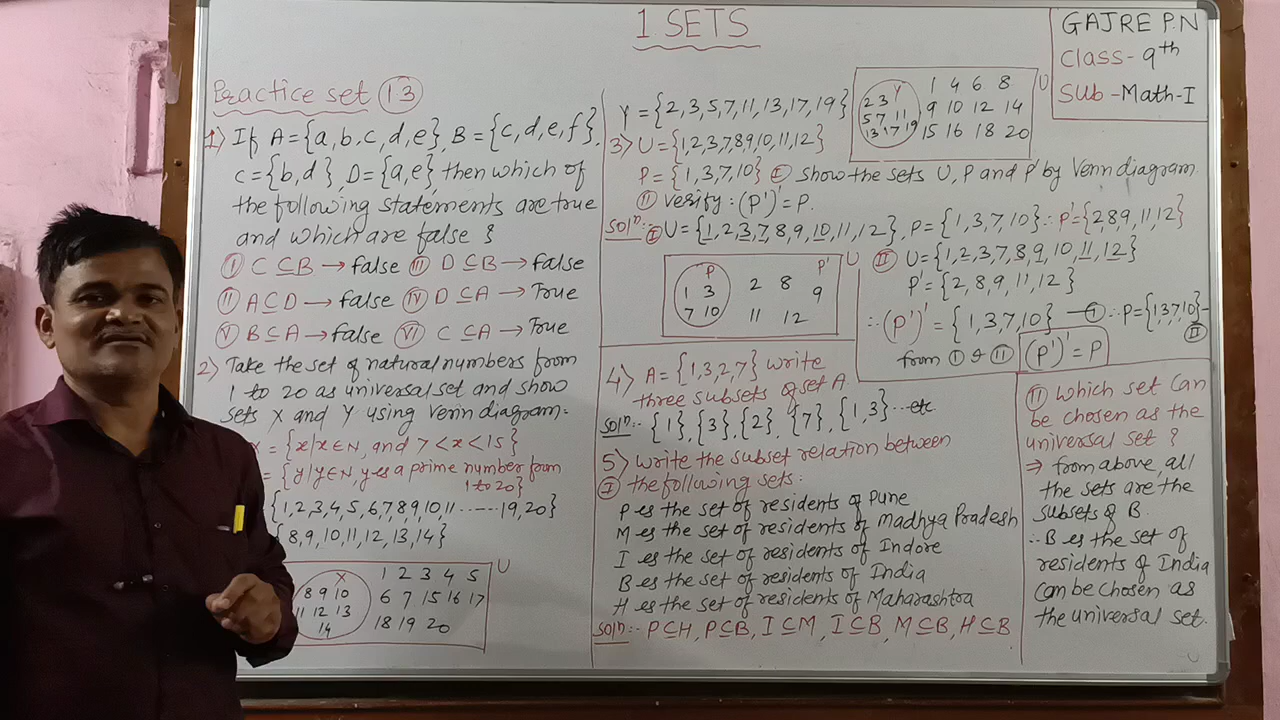 1 SETS
GAJRE P.N
Class- 9th
Sub -Math-I
Practice set 1.3
1) If A={a,b,c,d,e}, B={c,d,e,f},
C={b,d}, D={a,e} then which of
the following statements are true
and which are false ?
I C⊆B → false III D⊆B → false
II A⊆D → false IV D⊆A → True
V B⊆A → false VI C⊆A → True
2) Take the set of natural numbers from
1 to 20 as universal set and show
sets X and Y using Venn diagram.
= {x|x∈N, and 7<x<15}
= {y|y∈N, y es a prime number from
1 to 20}
{1,2,3,4,5,6,7,8,9,10,11......19,20}
{8,9,10,11,12,13,14}
U
X 1 2 3 4 5
8 9 10 6 7 15 16 17
11 12 13 18 19 20
14
Y={2,3,5,7,11,13,17,19}
U
Y 1 4 6 8
2 3 9 10 12 14
5 7 11 15 16 18 20
13 17 19
3) U={1,2,3,7,8,9,10,11,12}
P={1,3,7,10} I Show the sets U, P and P' by Venn diagram.
II verify: (P')'=P.
Soln:- I U={1,2,3,7,8,9,10,11,12}, P={1,3,7,10} ∴ P'={2,8,9,11,12}
U
P P'
1 3 2 8 9
7 10 11 12
II U={1,2,3,7,8,9,10,11,12}
P'={2,8,9,11,12}
∴(P')'={1,3,7,10} —I ∴P={1,3,7,10}-
II
from I & II (P')'=P
4) A={1,3,2,7} write
three subsets of set A.
Soln:- {1},{3},{2},{7},{1,3}...etc
5) Write the subset relation between
I the following sets.
P es the set of residents of Pune
M es the set of residents of Madhya Pradesh
I es the set of residents of Indore
B es the set of residents of India
H es the set of residents of Maharashtra
Soln:- P⊆H, P⊆B, I⊆M, I⊆B, M⊆B, H⊆B
II Which set can
be chosen as the
universal set ?
⇒ from above, all
the sets are the
subsets of B.
∴ B es the set of
residents of India
can be chosen as
the universal set.